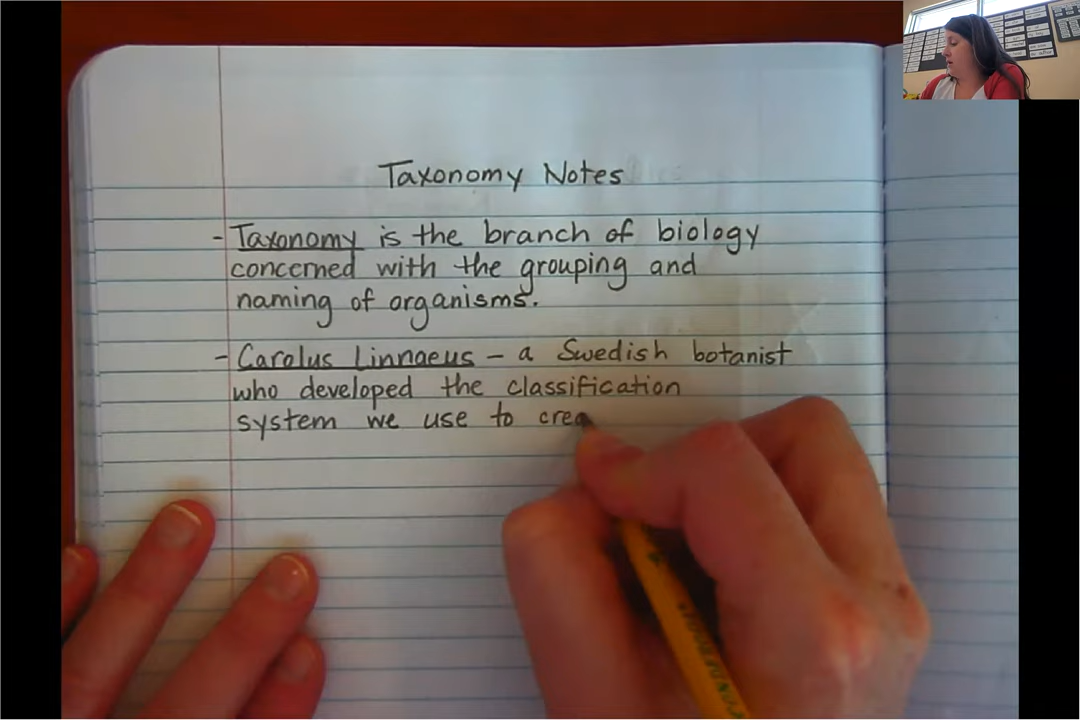 Taxonomy Notes
- Taxonomy is the branch of biology
concerned with the grouping and
naming of organisms.
- Carolus Linnaeus - a Swedish botanist
who developed the classification
system we use to crea